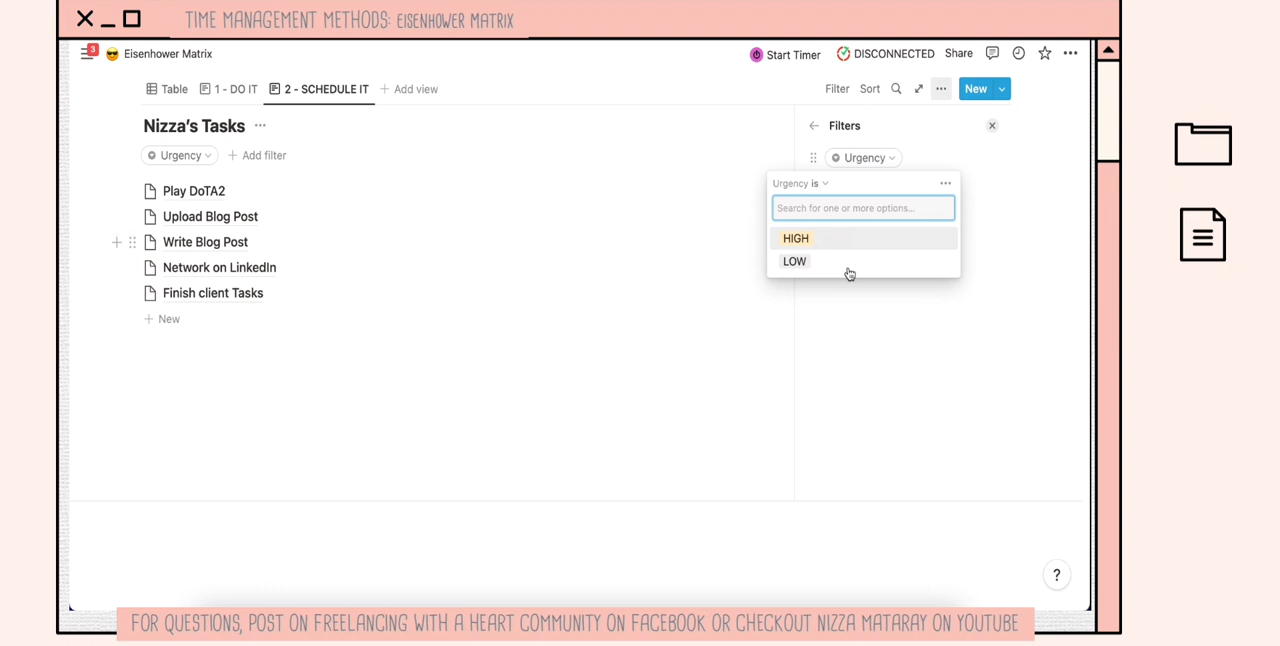 TIME MANAGEMENT METHODS: EISENHOWER MATRIX
3
Eisenhower Matrix
Start Timer
DISCONNECTED
Share
Table
1 - DO IT
2 - SCHEDULE IT
Add view
Filter
Sort
New
Nizza's Tasks
Filters
Urgency
Add filter
Urgency
Urgency is
Search for one or more options...
HIGH
LOW
Play DoTA2
Upload Blog Post
Write Blog Post
Network on LinkedIn
Finish client Tasks
New
?
FOR QUESTIONS, POST ON FREELANCING WITH A HEART COMMUNITY ON FACEBOOK OR CHECKOUT NIZZA MATARAY ON YOUTUBE